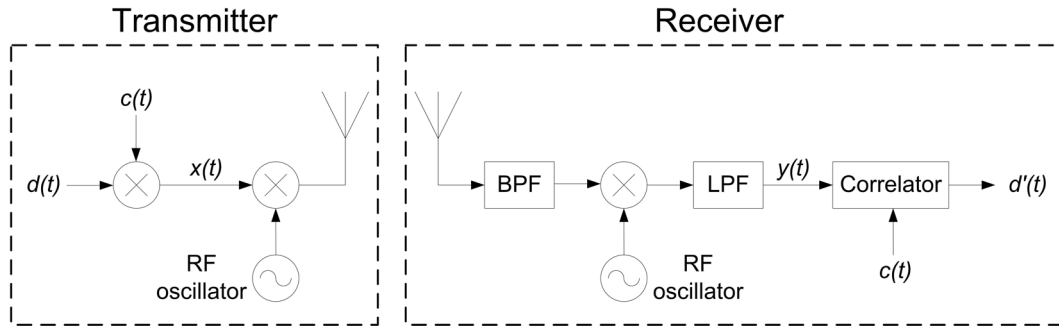 Transmitter
c(t)
d(t)
x(t)
RF
oscillator
Receiver
BPF
LPF
y(t)
Correlator
d'(t)
RF
oscillator
c(t)